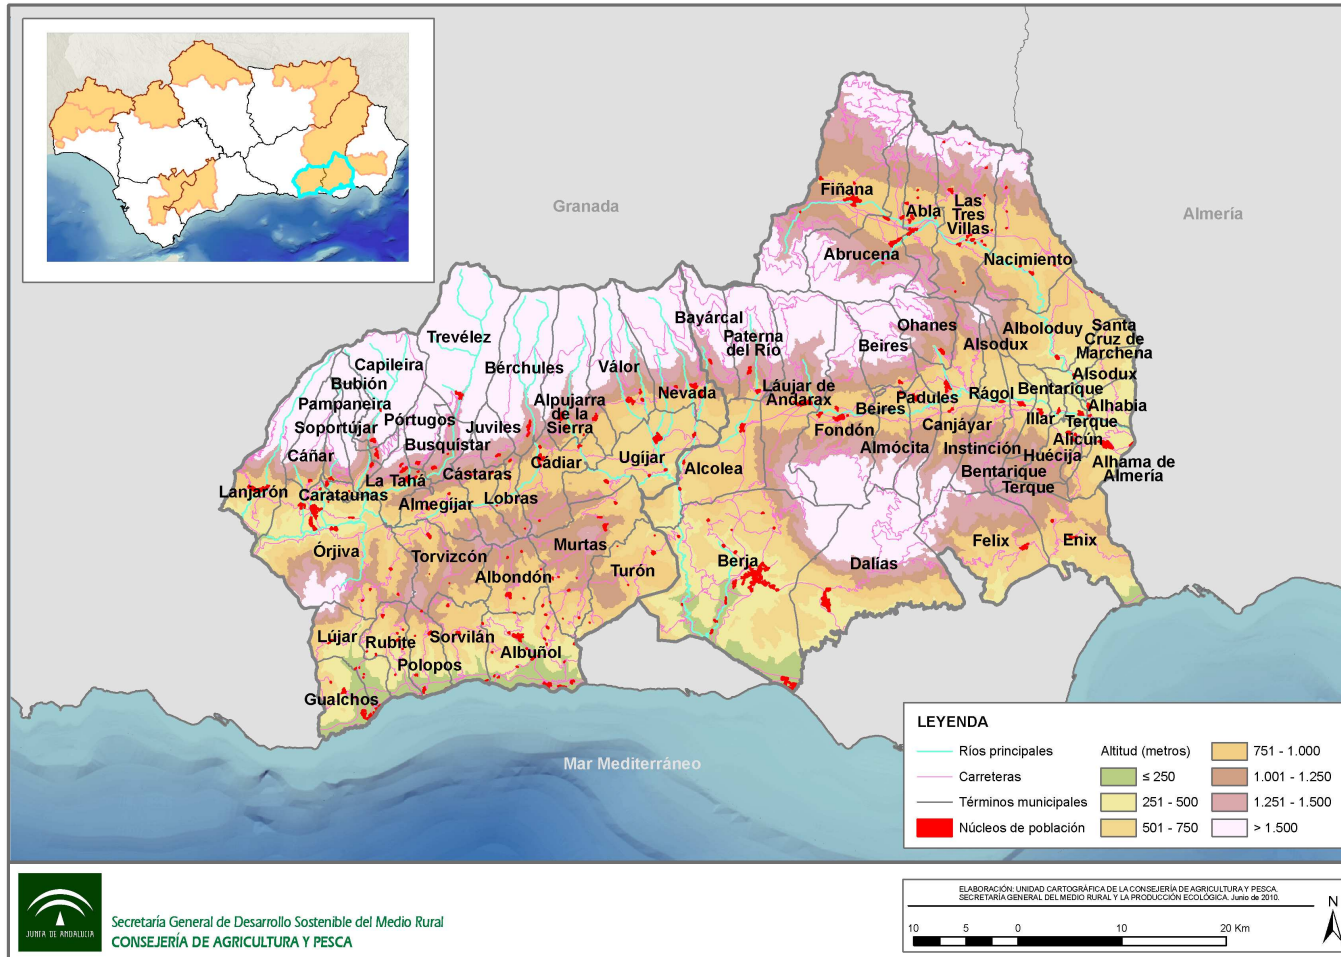 Granada
Almería
Fiñana
Abla
Las
Tres
Villas
Abrucena
Nacimiento
Bayárcal
Paterna
del Río
Ohanes
Beires
Alsodux
Alboloduy
Santa
Cruz de
Marchena
Alsodux
Trevélez
Capileira
Bubión
Pampaneira
Soportújar
Pórtugos
Busquístar
Bérchules
Juviles
Válor
Alpujarra
de la
Sierra
Nevada
Láujar de
Andarax
Fondón
Beires
Padules
Rágol
Bentarique
Canjáyar
Illar
Alhabia
Terque
Alicún
Almócita
Instinción
Huécija
Bentarique
Terque
Alhama de
Almería
Cáñar
Lanjarón
Carataunas
La Tahá
Cástaras
Cádiar
Ugíjar
Alcolea
Almegíjar
Lobras
Órjiva
Torvizcón
Murtas
Albondón
Turón
Berja
Dalías
Felix
Enix
Lújar
Rubite
Sorvilán
Polopos
Albuñol
Gualchos
Mar Mediterráneo
LEYENDA
Ríos principales
Carreteras
Términos municipales
Núcleos de población
Altitud (metros)
≤ 250
251 - 500
501 - 750
751 - 1.000
1.001 - 1.250
1.251 - 1.500
> 1.500
JUNTA DE ANDALUCIA
Secretaría General de Desarrollo Sostenible del Medio Rural
CONSEJERÍA DE AGRICULTURA Y PESCA
ELABORACIÓN: UNIDAD CARTOGRÁFICA DE LA CONSEJERÍA DE AGRICULTURA Y PESCA.
SECRETARÍA GENERAL DEL MEDIO RURAL Y LA PRODUCCIÓN ECOLÓGICA. Junio de 2010.
10 5 0 10 20 Km
N